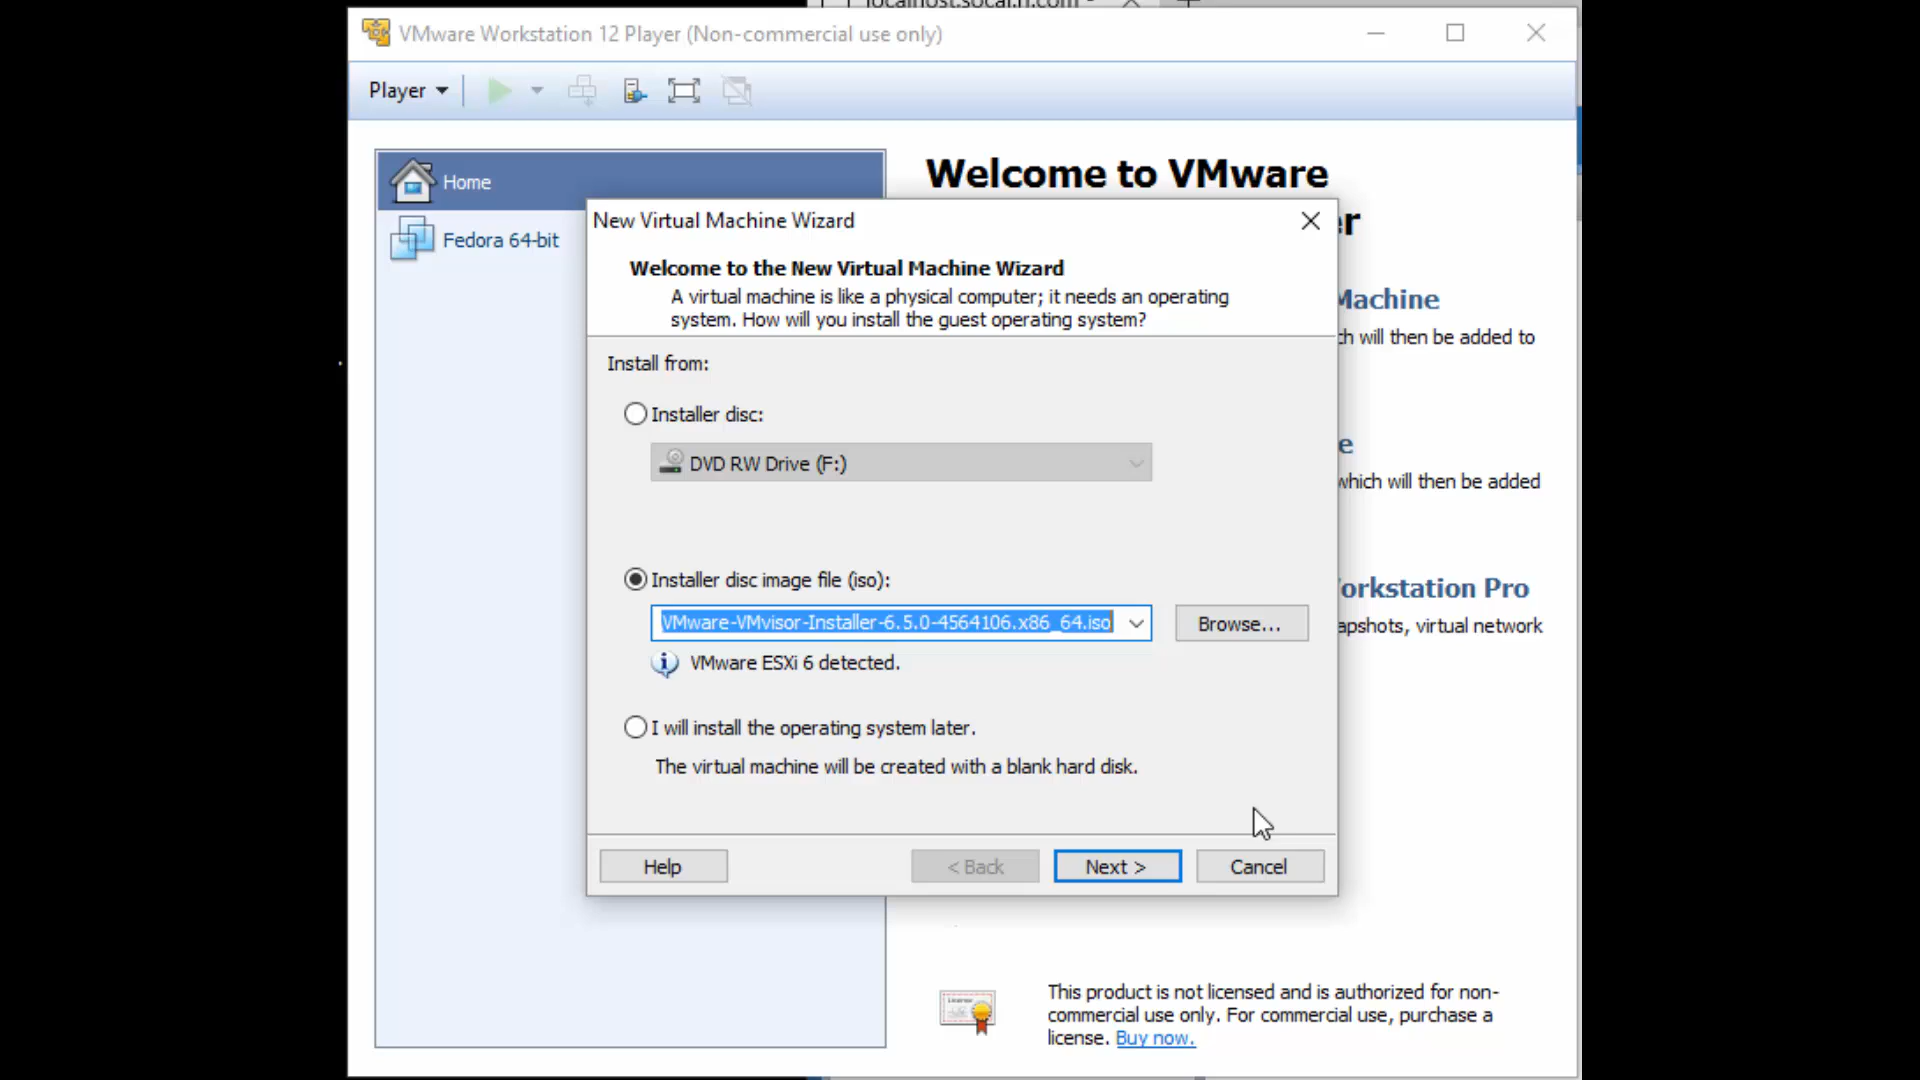 VMware Workstation 12 Player (Non-commercial use only)
Player
Home
Fedora 64-bit
Welcome to VMware
New Virtual Machine Wizard
Welcome to the New Virtual Machine Wizard
A virtual machine is like a physical computer; it needs an operating
system. How will you install the guest operating system?
Machine
will then be added to
Install from:
Installer disc:
DVD RW Drive (F:)
which will then be added
Installer disc image file (iso):
VMware-VMvisor-Installer-6.5.0-4564106.x86_64.iso
Browse...
VMware ESXi 6 detected.
orkstation Pro
apshots, virtual network
I will install the operating system later.
The virtual machine will be created with a blank hard disk.
Help
< Back
Next >
Cancel
This product is not licensed and is authorized for non-
commercial use only. For commercial use, purchase a
license. Buy now.